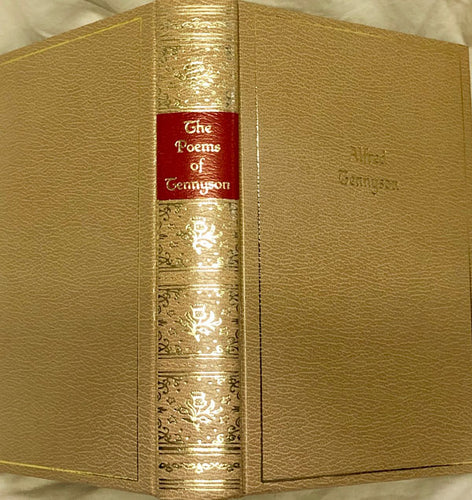 The
Poems
of
Tennyson
Alfred
Tennyson